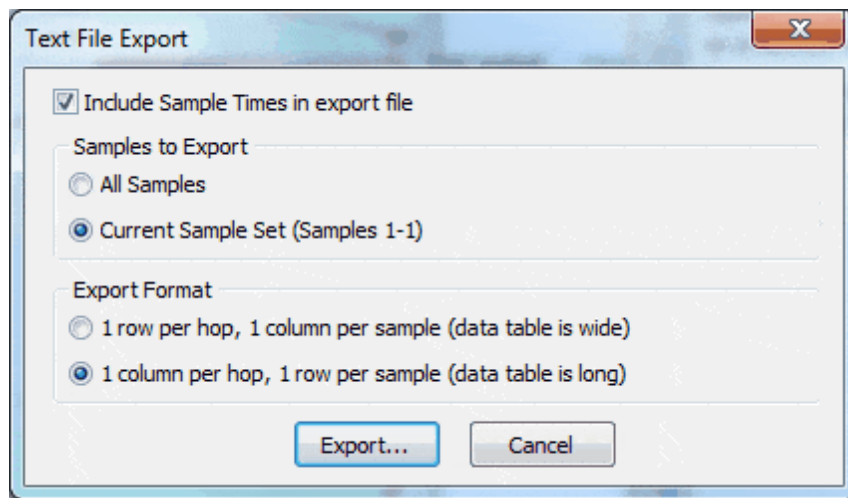 Text File Export
Include Sample Times in export file
Samples to Export
All Samples
Current Sample Set (Samples 1-1)
Export Format
1 row per hop, 1 column per sample (data table is wide)
1 column per hop, 1 row per sample (data table is long)
Export...
Cancel